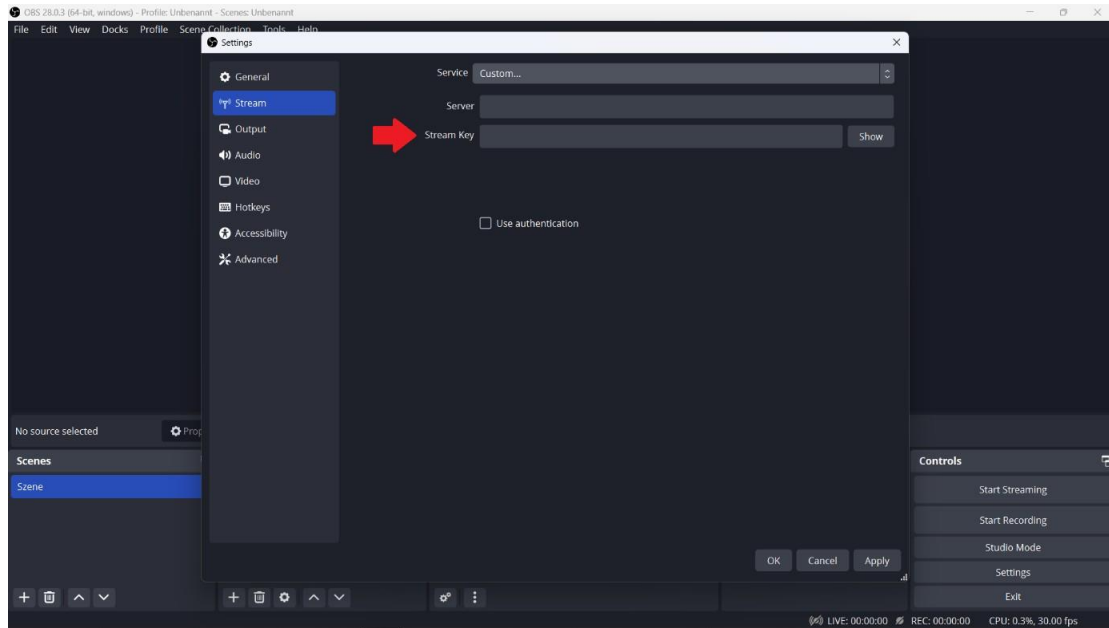 OBS 28.0.3 (64-bit, windows) - Profile: Unbenannt - Scenes: Unbenannt
File Edit View Docks Profile Scene Collection Tools Help
Settings
General
Stream
Output
Audio
Video
Hotkeys
Accessibility
Advanced
Service Custom...
Server
Stream Key Show
Use authentication
OK Cancel Apply
No source selected
Scenes
Szene
Controls
Start Streaming
Start Recording
Studio Mode
Settings
Exit
LIVE: 00:00:00 REC: 00:00:00 CPU: 0.3%, 30.00 fps